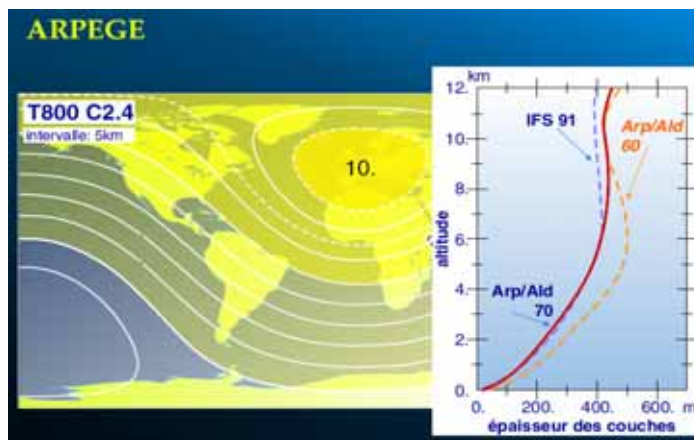 ARPEGE
T800 C2.4
intervalle: 5km
10.
km
12.
10.
8.
6.
4.
2.
0.
altitude
IFS 91
Arp/Ald
60
Arp/Ald
70
0. 200. 400. 600. m
épaisseur des couches